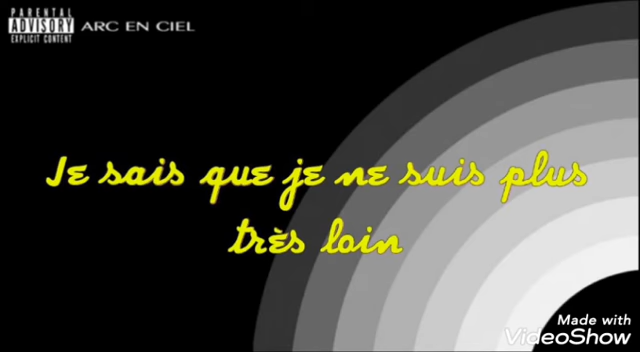 PARENTAL
ADVISORY
EXPLICIT CONTENT
ARC EN CIEL
Je sais que je ne suis plus
très loin
Made with
VideoShow